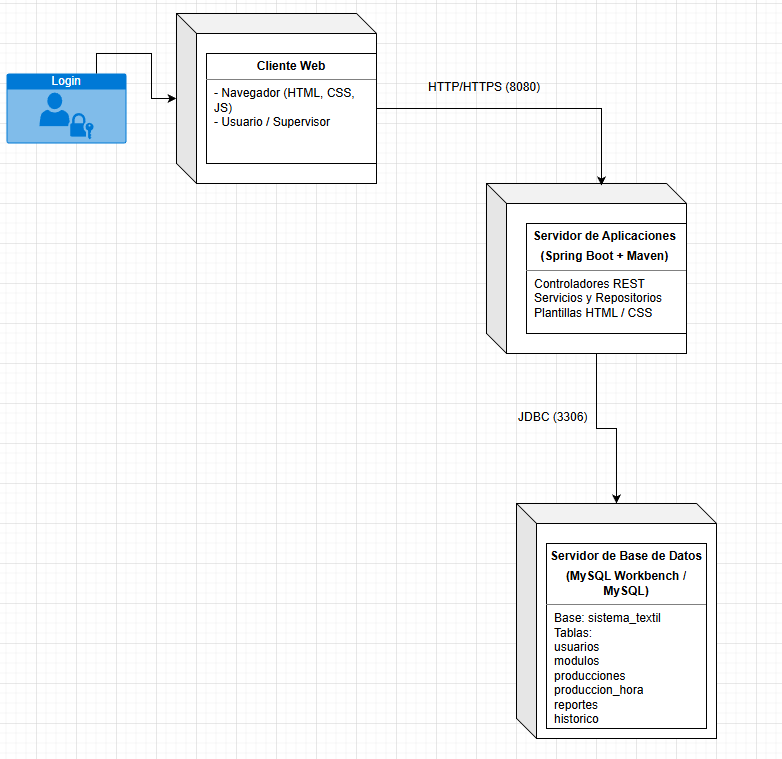 Login
Cliente Web
- Navegador (HTML, CSS,
JS)
- Usuario / Supervisor
HTTP/HTTPS (8080)
Servidor de Aplicaciones
(Spring Boot + Maven)
Controladores REST
Servicios y Repositorios
Plantillas HTML / CSS
JDBC (3306)
Servidor de Base de Datos
(MySQL Workbench /
MySQL)
Base: sistema_textil
Tablas:
usuarios
modulos
producciones
produccion_hora
reportes
historico